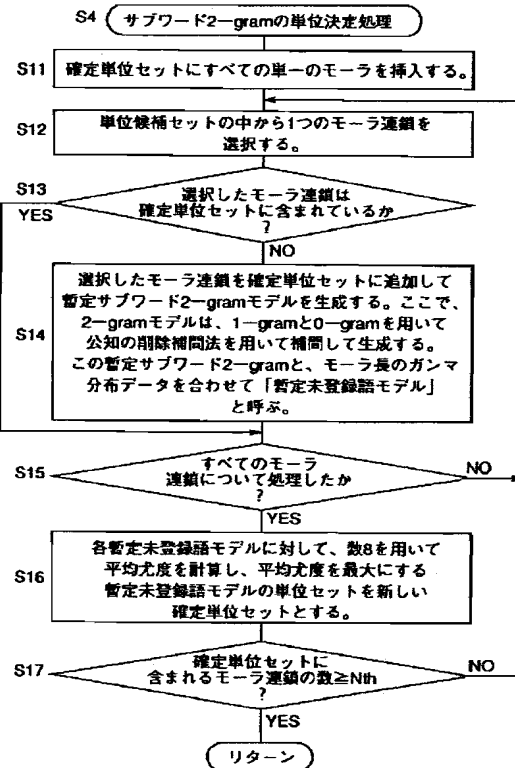 S4 サブワード2―gramの単位決定処理
S11 確定単位セットにすべての単一のモーラを挿入する。
S12 単位候補セットの中から1つのモーラ連鎖を
選択する。
S13 選択したモーラ連鎖は
YES 確定単位セットに含まれているか
?
NO
選択したモーラ連鎖を確定単位セットに追加して
暫定サブワード2―gramモデルを生成する。ここで、
S14 2―gramモデルは、1―gramと0―gramを用いて
公知の削除補間法を用いて補間して生成する。
この暫定サブワード2―gramと、モーラ長のガンマ
分布データを合わせて「暫定未登録語モデル」
と呼ぶ。
すべてのモーラ
S15 連鎖について処理したか NO
?
YES
各暫定未登録語モデルに対して、数8を用いて
S16 平均尤度を計算し、平均尤度を最大にする
暫定未登録語モデルの単位セットを新しい
確定単位セットとする。
確定単位セットに
S17 含まれるモーラ連鎖の数≧Nth NO
?
YES
リターン